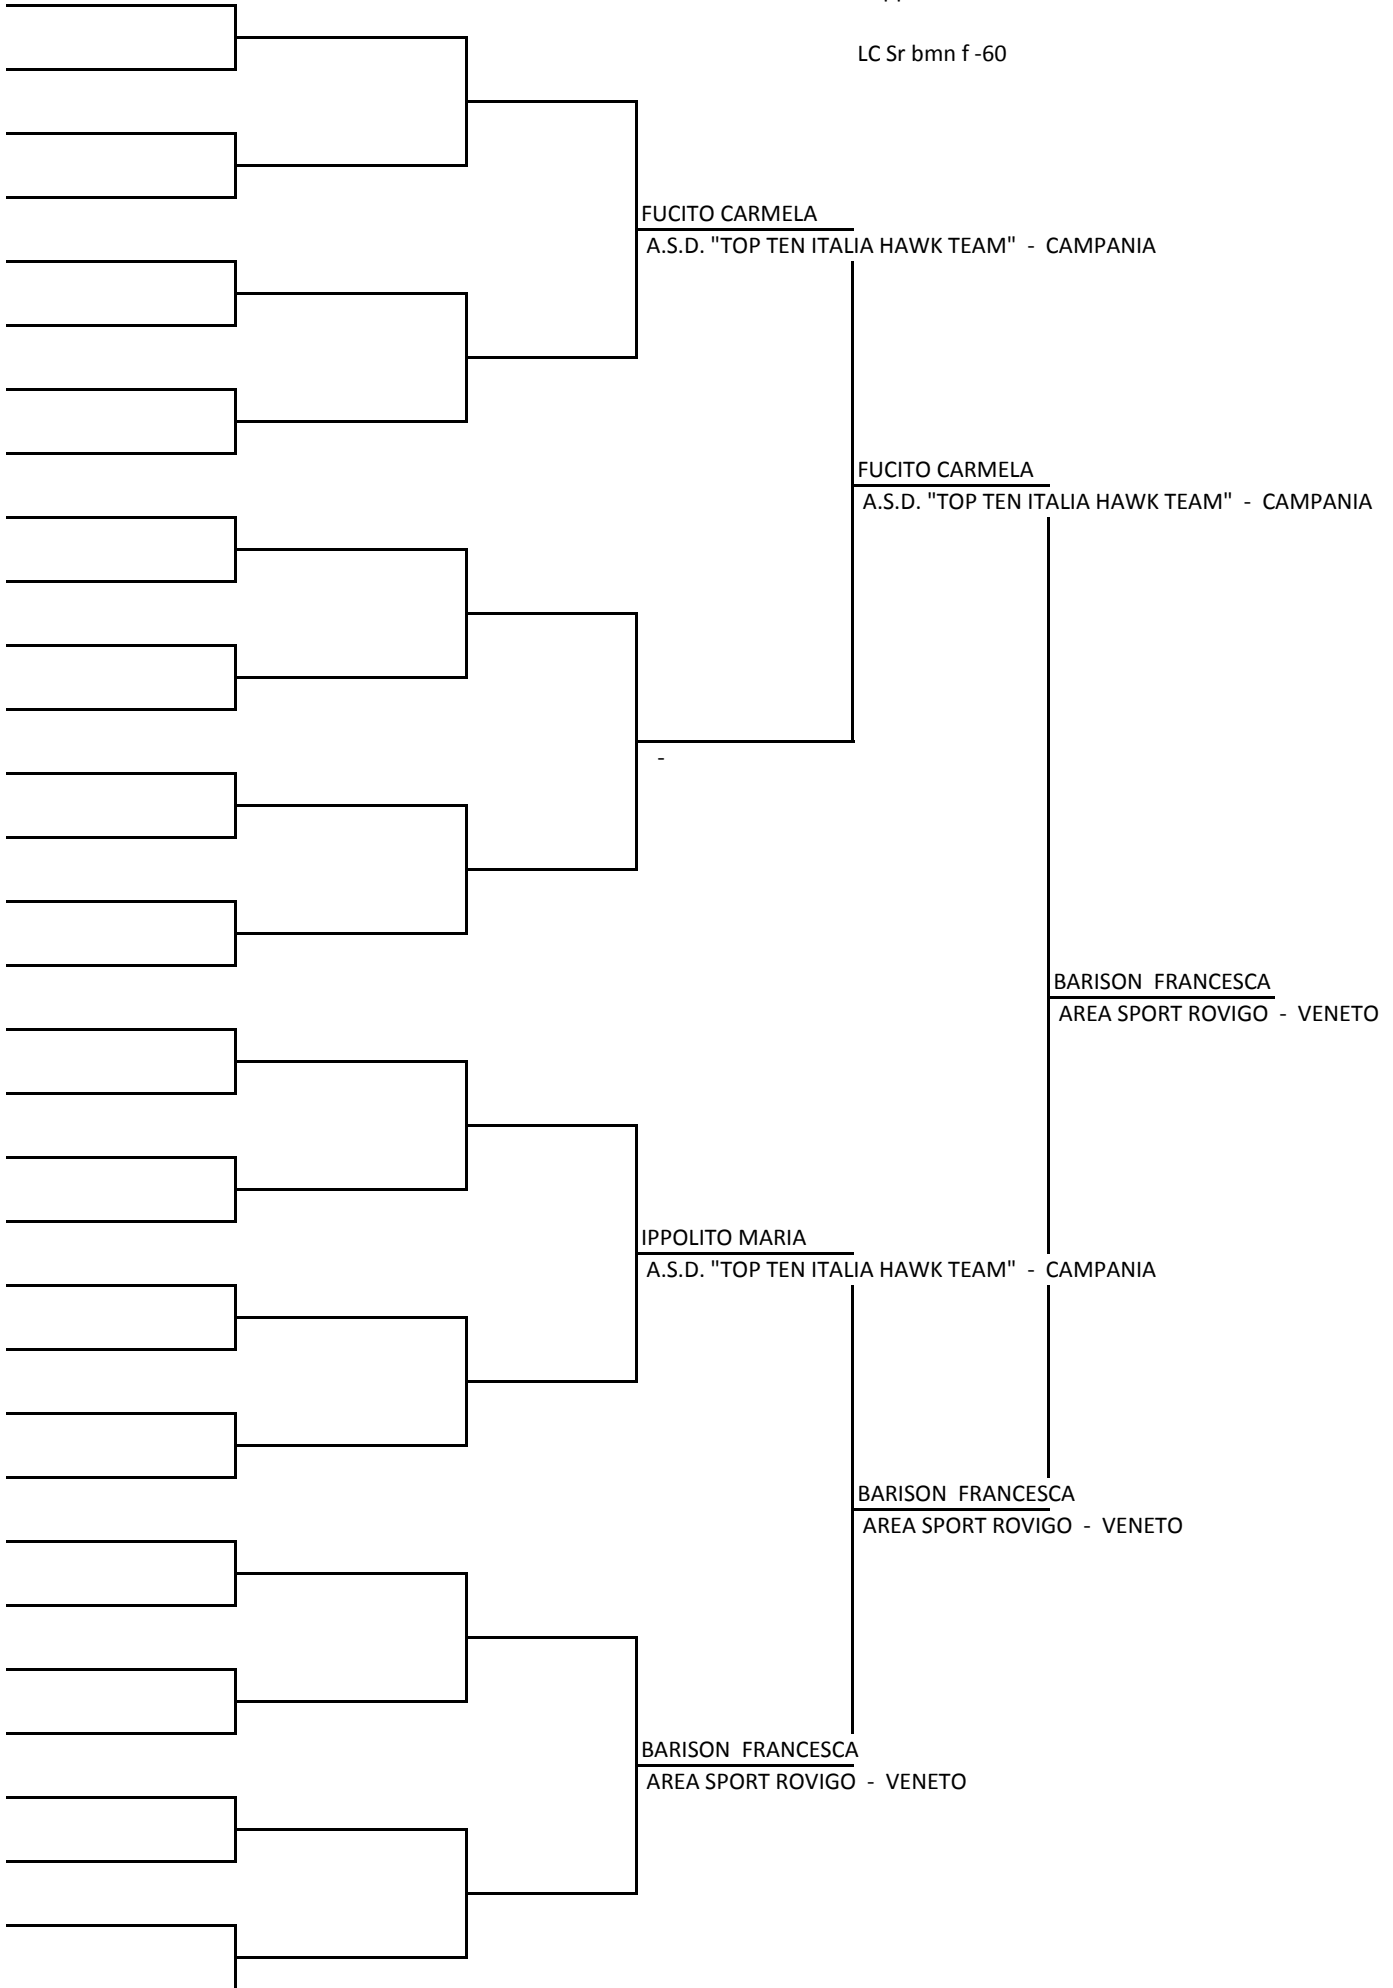 LC Sr bmn f -60
FUCITO CARMELA
A.S.D. "TOP TEN ITALIA HAWK TEAM" - CAMPANIA
FUCITO CARMELA
A.S.D. "TOP TEN ITALIA HAWK TEAM" - CAMPANIA
-
BARISON FRANCESCA
AREA SPORT ROVIGO - VENETO
IPPOLITO MARIA
A.S.D. "TOP TEN ITALIA HAWK TEAM" - CAMPANIA
BARISON FRANCESCA
AREA SPORT ROVIGO - VENETO
BARISON FRANCESCA
AREA SPORT ROVIGO - VENETO